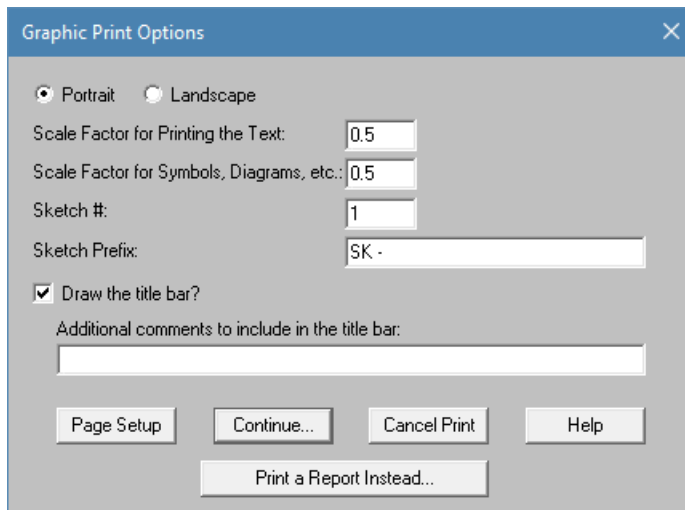 Graphic Print Options
Portrait Landscape
Scale Factor for Printing the Text: 0.5
Scale Factor for Symbols, Diagrams, etc.: 0.5
Sketch #: 1
Sketch Prefix: SK -
Draw the title bar?
Additional comments to include in the title bar:
Page Setup Continue... Cancel Print Help
Print a Report Instead...